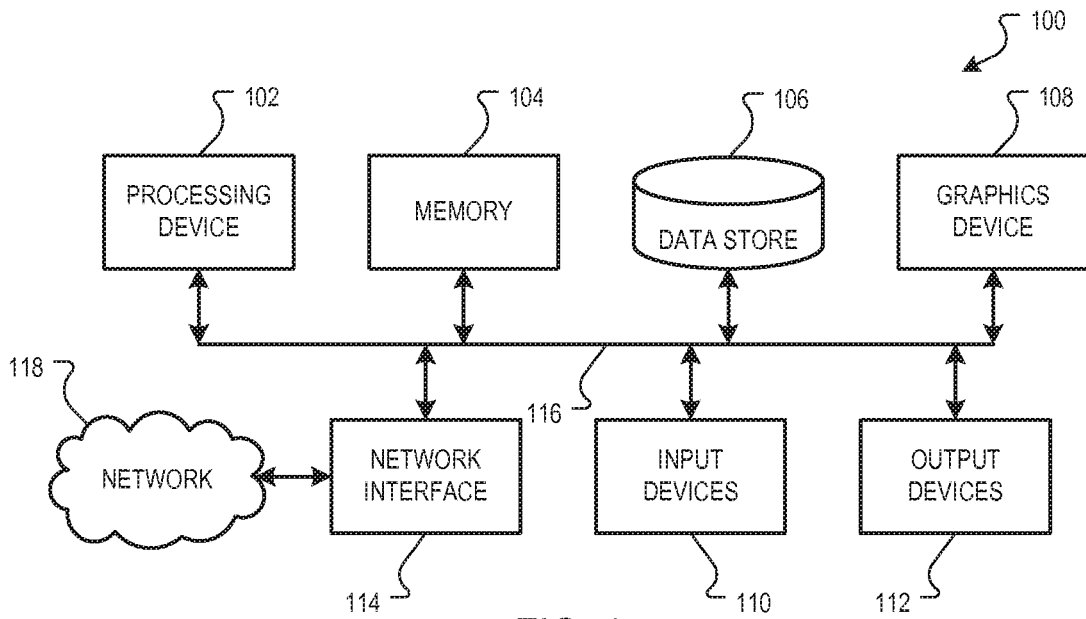 100
102
104
106
108
PROCESSING
DEVICE
MEMORY
DATA STORE
GRAPHICS
DEVICE
118
116
NETWORK
NETWORK
INTERFACE
INPUT
DEVICES
OUTPUT
DEVICES
114
110
112